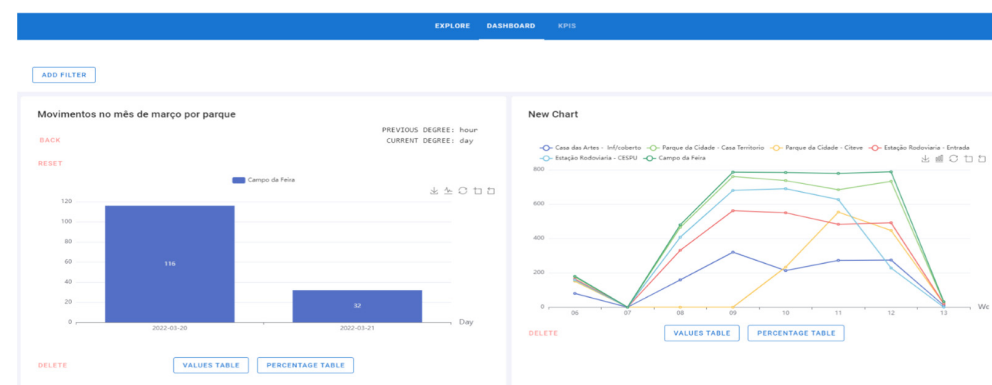 EXPLORE DASHBOARD KPIS
ADD FILTER
Movimentos no mês de março por parque
PREVIOUS DEGREE: hour
BACK
CURRENT DEGREE: day
RESET
Campo da Feira
120
100
80
60
40
20
0
116
32
2022-03-20 2022-03-21
Day
DELETE VALUES TABLE PERCENTAGE TABLE
New Chart
Casa das Artes - Inf/coberto Parque da Cidade - Casa Territorio Parque da Cidade - Citeve Estação Rodoviaria - Entrada
Estação Rodoviaria - CESPU Campo da Feira
800
600
400
200
0
06 07 08 09 10 11 12 13
We
DELETE VALUES TABLE PERCENTAGE TABLE